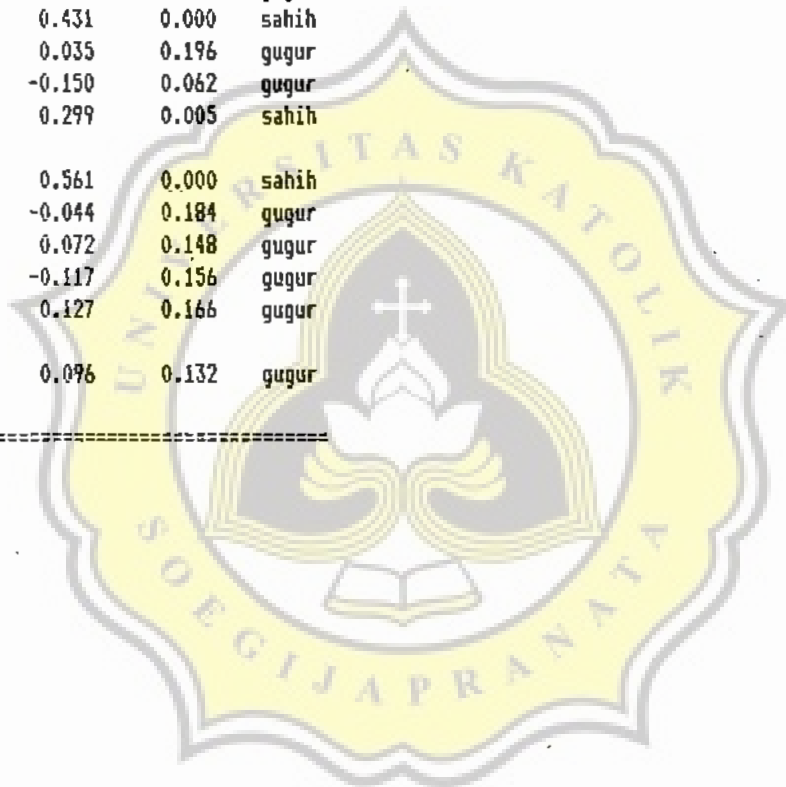 0.431 0.000 sahih
0.035 0.196 gugur
-0.150 0.062 gugur
0.299 0.005 sahih
0.561 0.000 sahih
-0.044 0.184 gugur
0.072 0.148 gugur
-0.117 0.156 gugur
0.127 0.166 gugur
0.096 0.132 gugur
==============================
UNIVERSITAS KATOLIK
SOEGIJAPRANATA